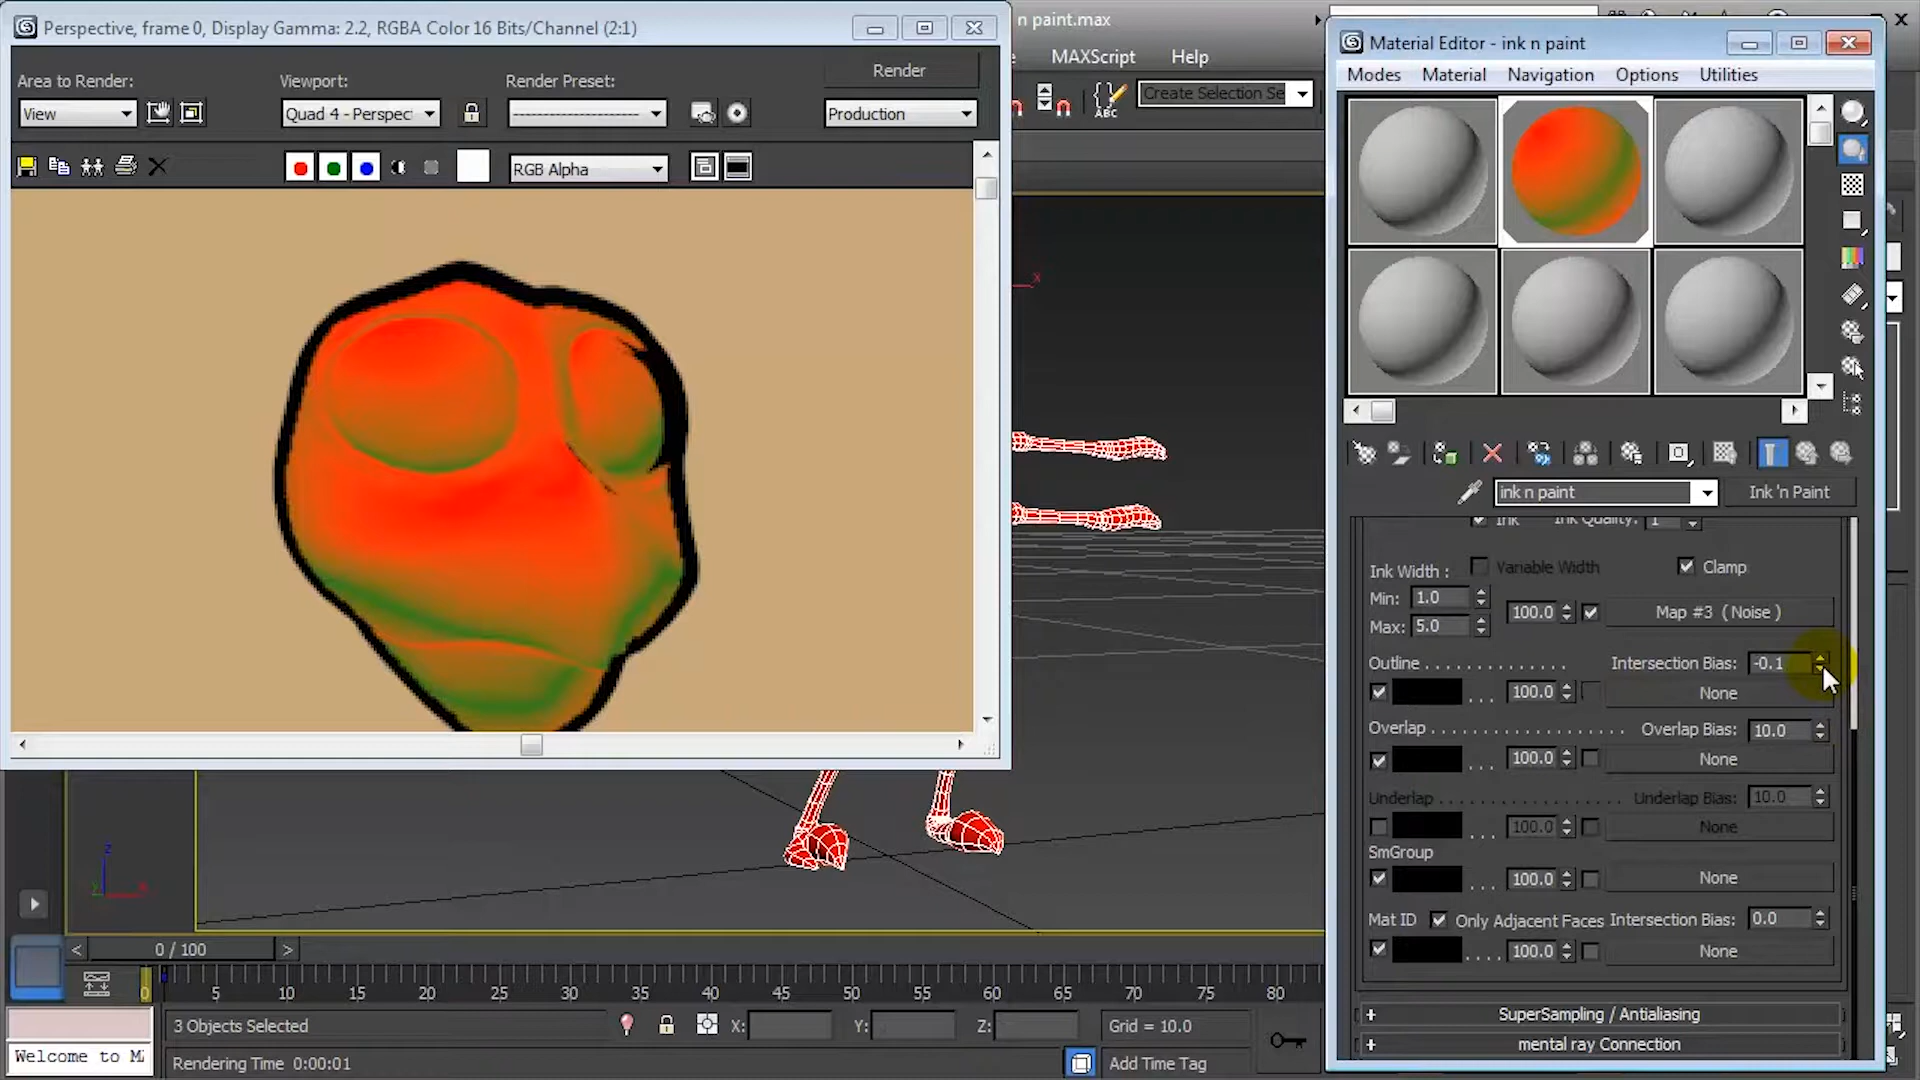 Perspective, frame 0, Display Gamma: 2.2, RGBA Color 16 Bits/Channel (2:1)
Area to Render:
Viewport:
Render Preset:
Render
View
Quad 4 - Perspec
--------------------
Production
RGB Alpha
n paint.max
MAXScript
Help
ABC
Create Selection Se
x
Material Editor - ink n paint
Modes
Material
Navigation
Options
Utilities
ink n paint
Ink 'n Paint
Ink
Ink Quality:
1
Ink Width :
Variable Width
Clamp
Min:
1.0
100.0
Map #3 ( Noise )
Max:
5.0
Outline . . . . . . . . . . . . . .
Intersection Bias:
-0.1
. . .
100.0
None
Overlap . . . . . . . . . . . . . . . . . . . .
Overlap Bias:
10.0
. . .
100.0
None
Underlap . . . . . . . . . . . . . . . . . . .
Underlap Bias:
10.0
. . .
100.0
None
SmGroup
. . .
100.0
None
Mat ID
Only Adjacent Faces
Intersection Bias:
0.0
. . . .
100.0
None
+ SuperSampling / Antialiasing
+ mental ray Connection
z
y
x
< 0 / 100 >
0 5 10 15 20 25 30 35 40 45 50 55 60 65 70 75 80
3 Objects Selected
X:
Y:
Z:
Grid = 10.0
Welcome to M
Rendering Time 0:00:01
Add Time Tag